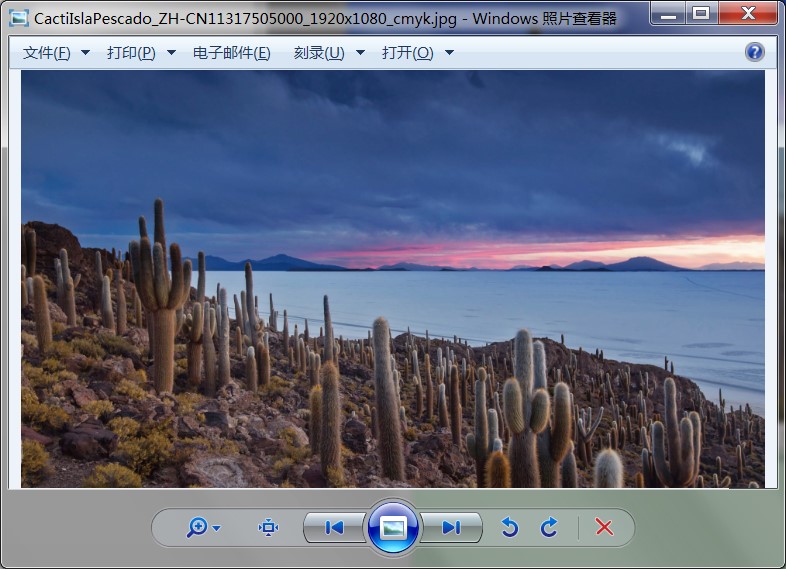 CactiIslaPescado_ZH-CN11317505000_1920x1080_cmyk.jpg - Windows 照片查看器
文件(F) 打印(P) 电子邮件(E) 刻录(U) 打开(O)